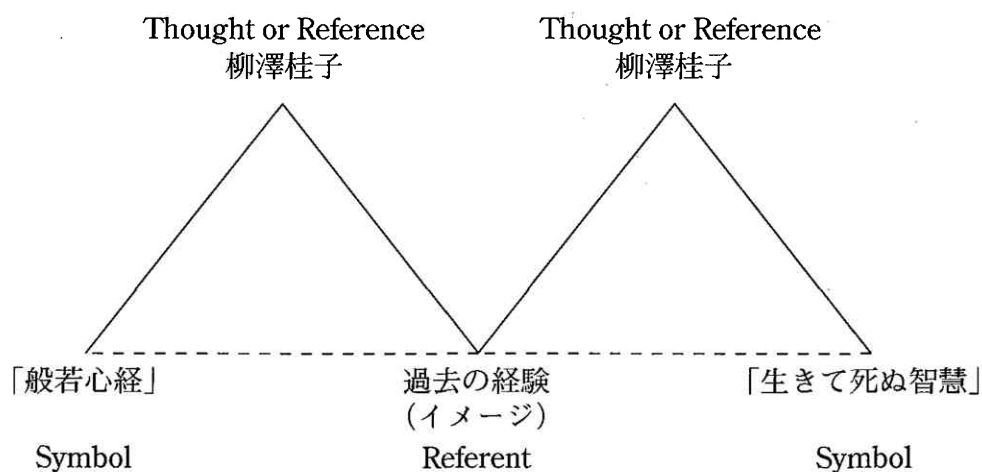 Thought or Reference
柳澤桂子
Thought or Reference
柳澤桂子
「般若心経」
過去の経験
(イメージ)
「生きて死ぬ智慧」
Symbol
Referent
Symbol